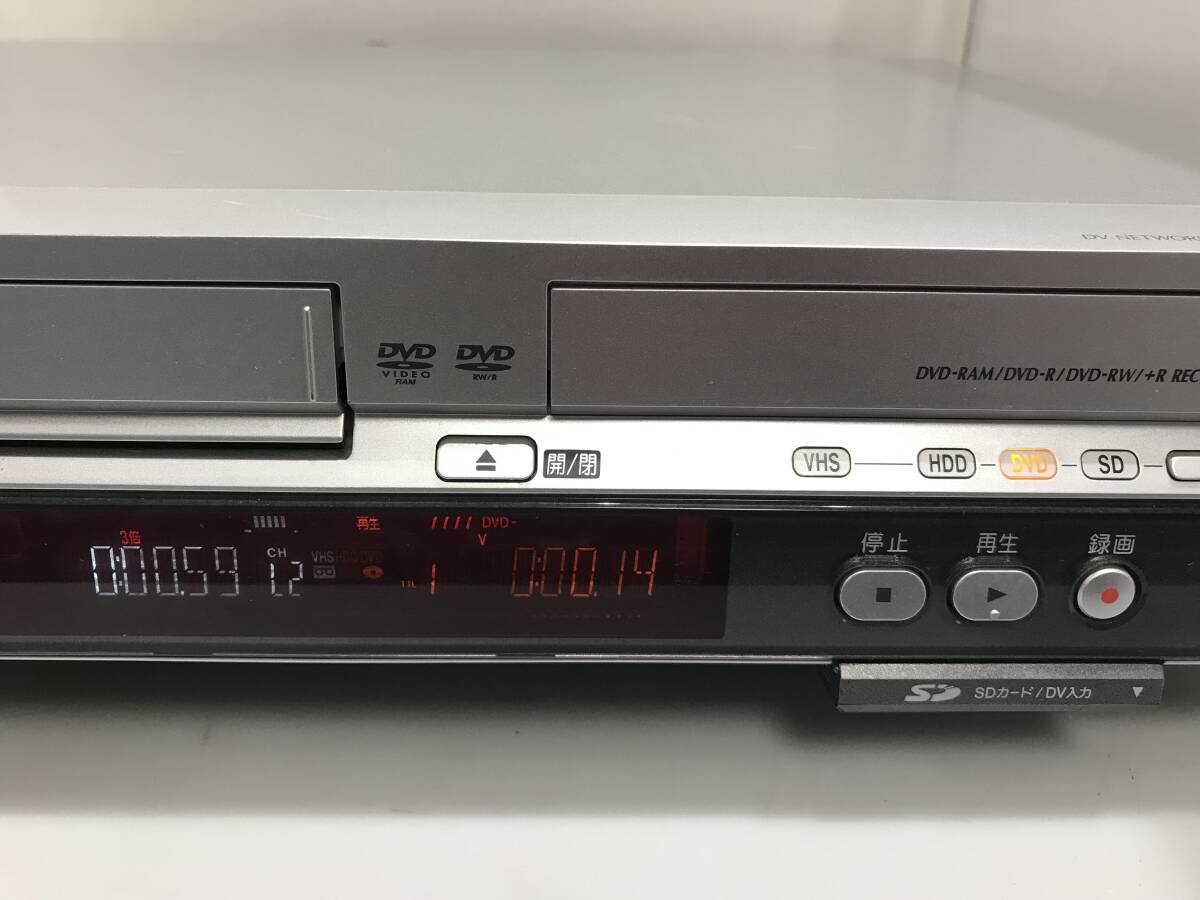 DV NETWOR
DVD
VIDEO
RAM
DVD
RW/R
DVD-RAM/DVD-R/DVD-RW/+R REC
開/閉
VHS
HDD
DVD
SD
3倍
再生
DVD-
V
0:00.59
CH
12
VHS HDD DVD
1
0:00.14
停止
再生
録画
SD
SDカード/DV入力